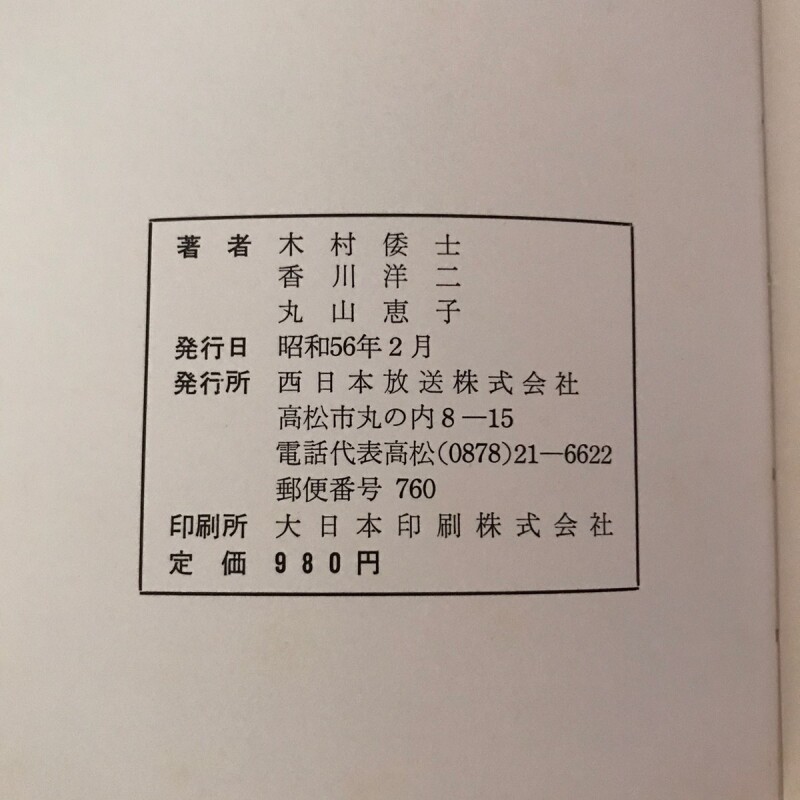 著者 木村倭士
香川洋二
丸山恵子
発行日 昭和56年2月
発行所 西日本放送株式会社
高松市丸の内8―15
電話代表高松(0878)21―6622
郵便番号 760
印刷所 大日本印刷株式会社
定価 980円